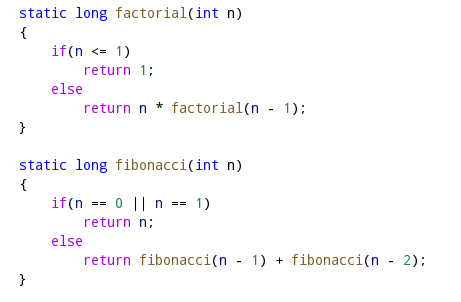 static long factorial(int n)
{
    if(n <= 1)
        return 1;
    else
        return n * factorial(n - 1);
}

static long fibonacci(int n)
{
    if(n == 0 || n == 1)
        return n;
    else
        return fibonacci(n - 1) + fibonacci(n - 2);
}